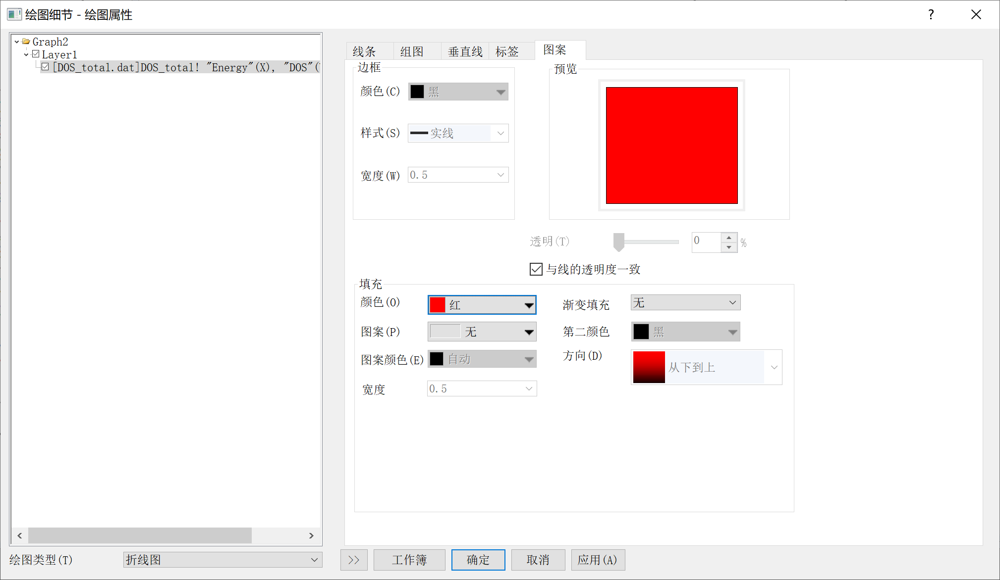 绘图细节 - 绘图属性
?
Graph2
Layer1
[DOS_total.dat]DOS_total! "Energy"(X), "DOS"(
线条 组图 垂直线 标签 图案
边框
颜色(C) 黑
样式(S) 实线
宽度(W) 0.5
预览
透明(T) 0 %
与线的透明度一致
填充
颜色(O) 红
图案(P) 无
图案颜色(E) 自动
宽度 0.5
渐变填充 无
第二颜色 黑
方向(D) 从下到上
绘图类型(T) 折线图
>> 工作簿 确定 取消 应用(A)